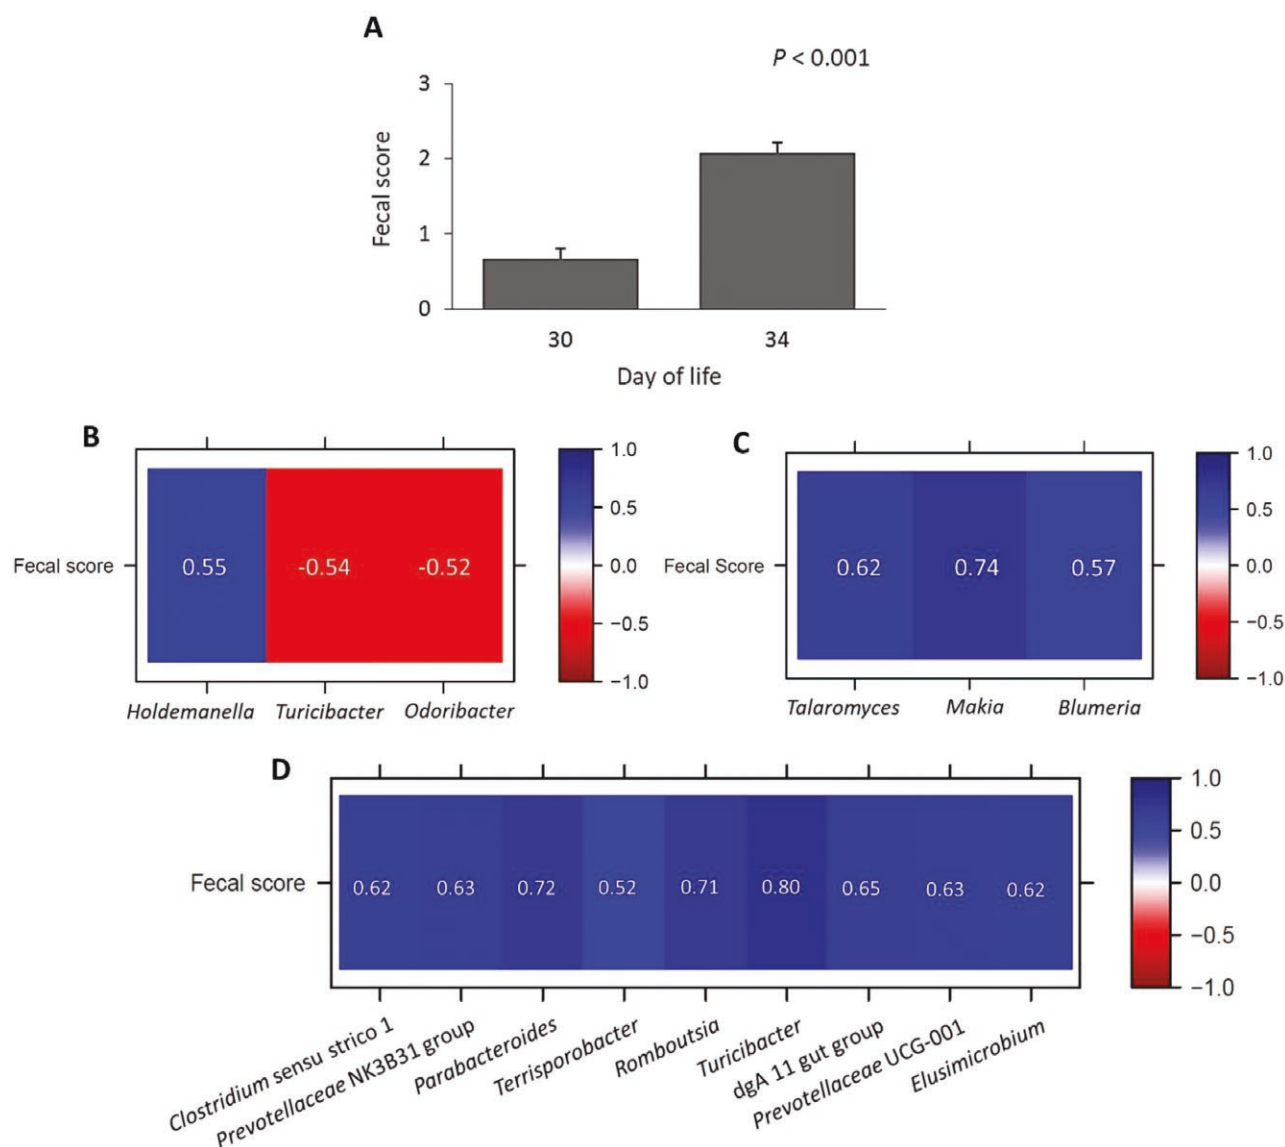 A
P < 0.001
3
2
1
0
Fecal score
30
34
Day of life
B
Fecal score
0.55
-0.54
-0.52
Holdemanella
Turicibacter
Odoribacter
1.0
0.5
0.0
−0.5
−1.0
C
Fecal Score
0.62
0.74
0.57
Talaromyces
Makia
Blumeria
1.0
0.5
0.0
−0.5
−1.0
D
Fecal score
0.62
0.63
0.72
0.52
0.71
0.80
0.65
0.63
0.62
Clostridium sensu strico 1
Prevotellaceae NK3B31 group
Parabacteroides
Terrisporobacter
Romboutsia
Turicibacter
dgA 11 gut group
Prevotellaceae UCG-001
Elusimicrobium
1.0
0.5
0.0
−0.5
−1.0